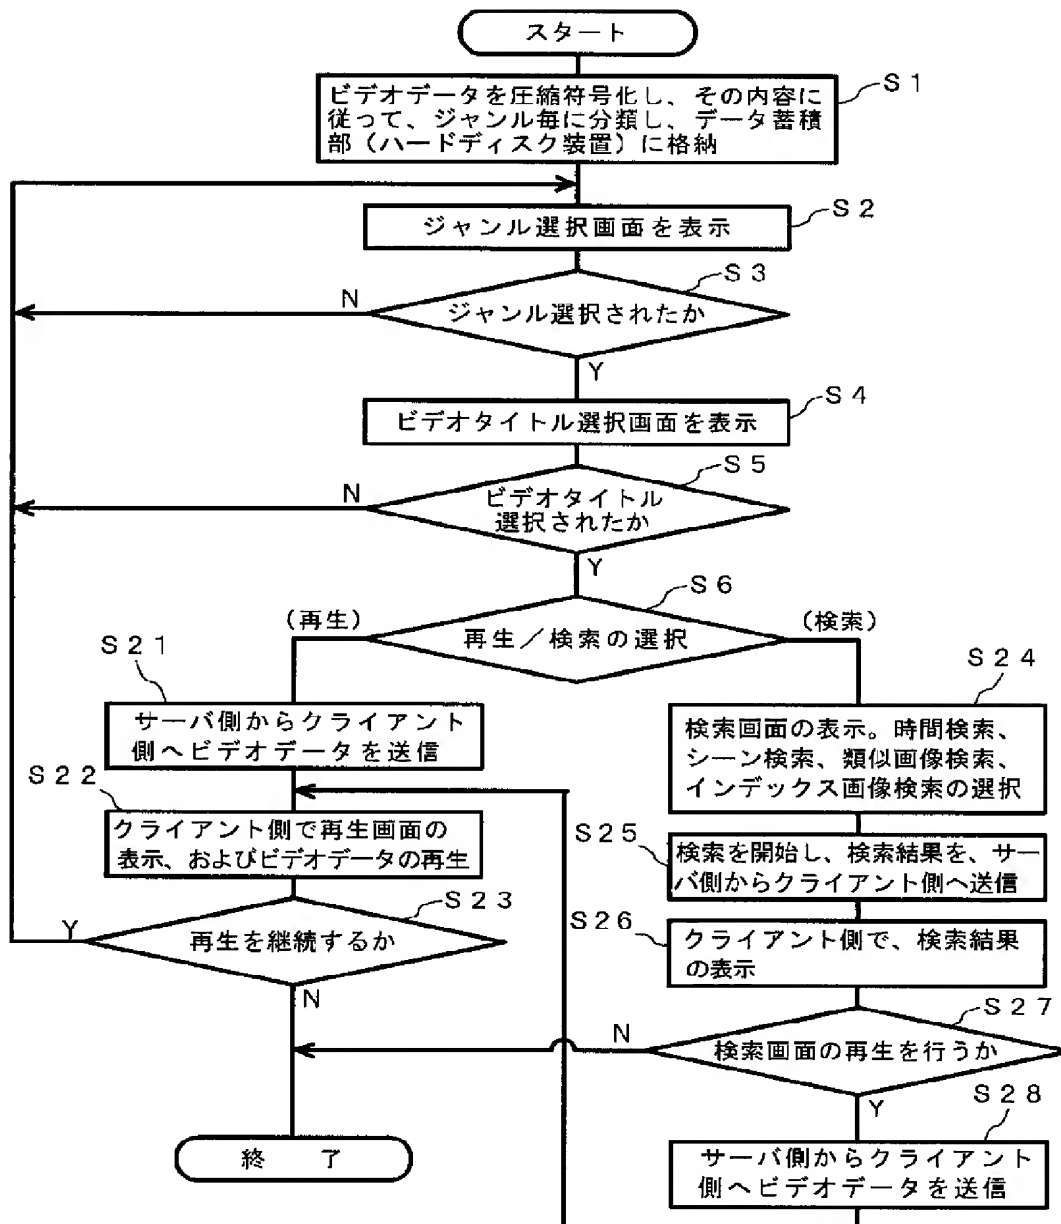 スタート
S1
ビデオデータを圧縮符号化し、その内容に
従って、ジャンル毎に分類し、データ蓄積
部（ハードディスク装置）に格納
S2
ジャンル選択画面を表示
S3
N
ジャンル選択されたか
Y
S4
ビデオタイトル選択画面を表示
S5
N
ビデオタイトル
選択されたか
Y
S6
（再生）
再生／検索の選択
（検索）
S21
サーバ側からクライアント
側へビデオデータを送信
S22
クライアント側で再生画面の
表示、およびビデオデータの再生
S23
Y
再生を継続するか
N
S24
検索画面の表示。時間検索、
シーン検索、類似画像検索、
インデックス画像検索の選択
S25
検索を開始し、検索結果を、サー
バ側からクライアント側へ送信
S26
クライアント側で、検索結果
の表示
S27
N
検索画面の再生を行うか
Y
S28
サーバ側からクライアント
側へビデオデータを送信
終　了